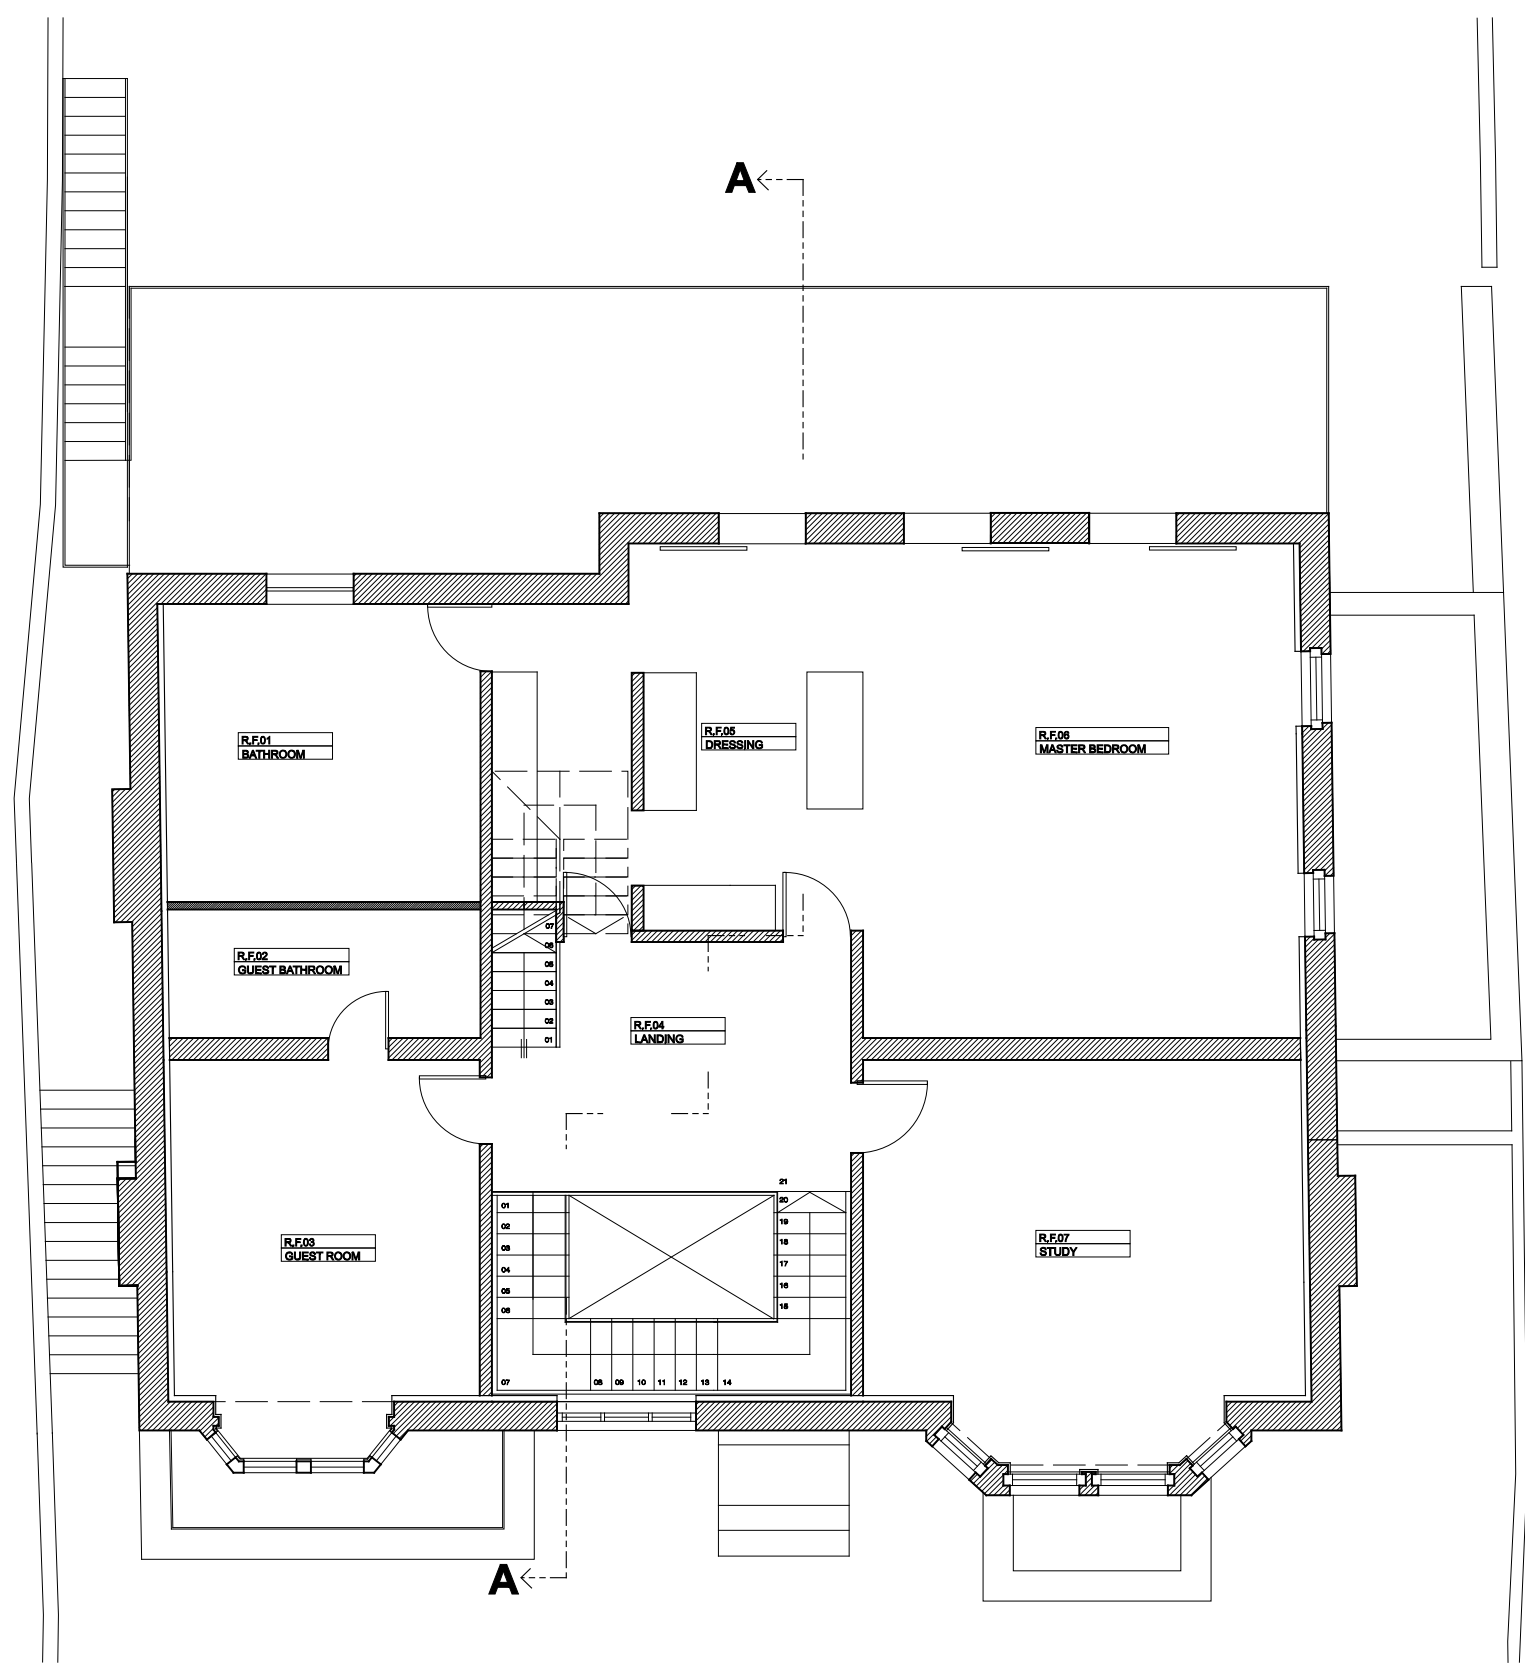 A
R.F.05
DRESSING
R.F.06
MASTER BEDROOM
R.F.01
BATHROOM
R.F.02
GUEST BATHROOM
07
06
05
04
03
02
01
R.F.04
LANDING
R.F.03
GUEST ROOM
R.F.07
STUDY
01
02
03
04
05
06
07
08
09
10
11
12
13
14
15
16
17
18
19
20
21
A